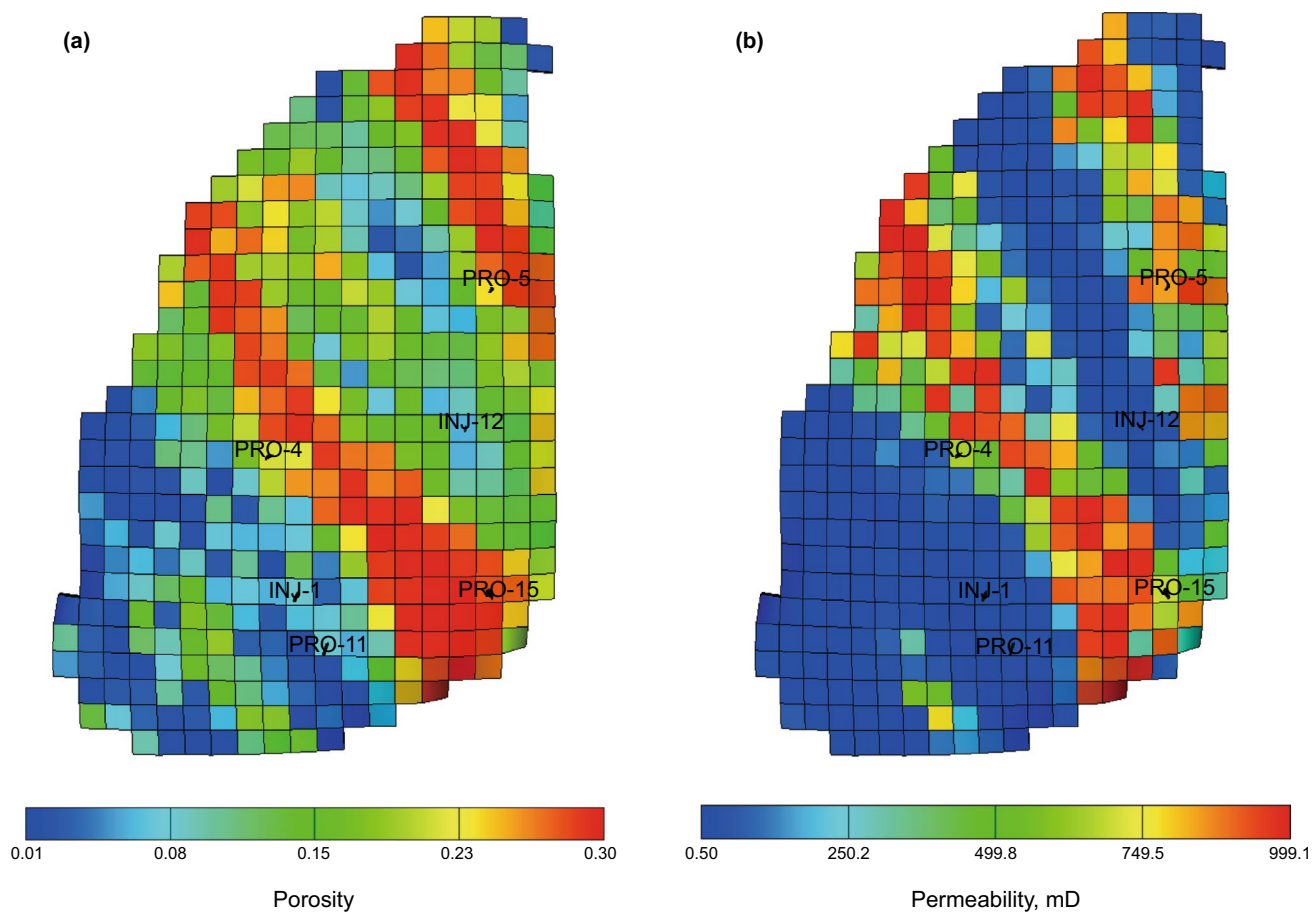 (a)
(b)
PRO-5
PRO-5
INJ-12
INJ-12
PRO-4
PRO-4
INJ-1
PRO-15
INJ-1
PRO-15
PRO-11
PRO-11
0.01 0.08 0.15 0.23 0.30
0.50 250.2 499.8 749.5 999.1
Porosity
Permeability, mD